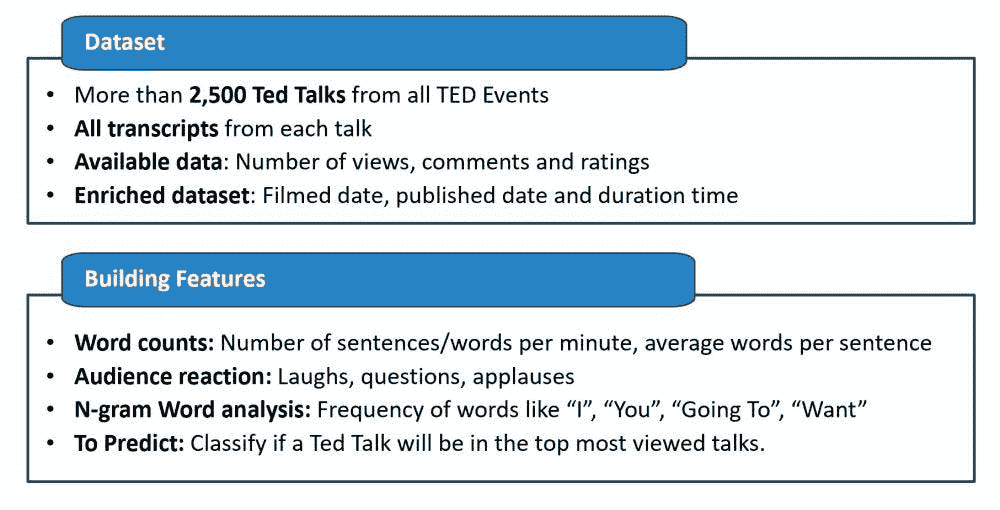 Dataset
• More than 2,500 Ted Talks from all TED Events
• All transcripts from each talk
• Available data: Number of views, comments and ratings
• Enriched dataset: Filmed date, published date and duration time
Building Features
• Word counts: Number of sentences/words per minute, average words per sentence
• Audience reaction: Laughs, questions, applauses
• N-gram Word analysis: Frequency of words like “I”, “You”, “Going To”, “Want”
• To Predict: Classify if a Ted Talk will be in the top most viewed talks.